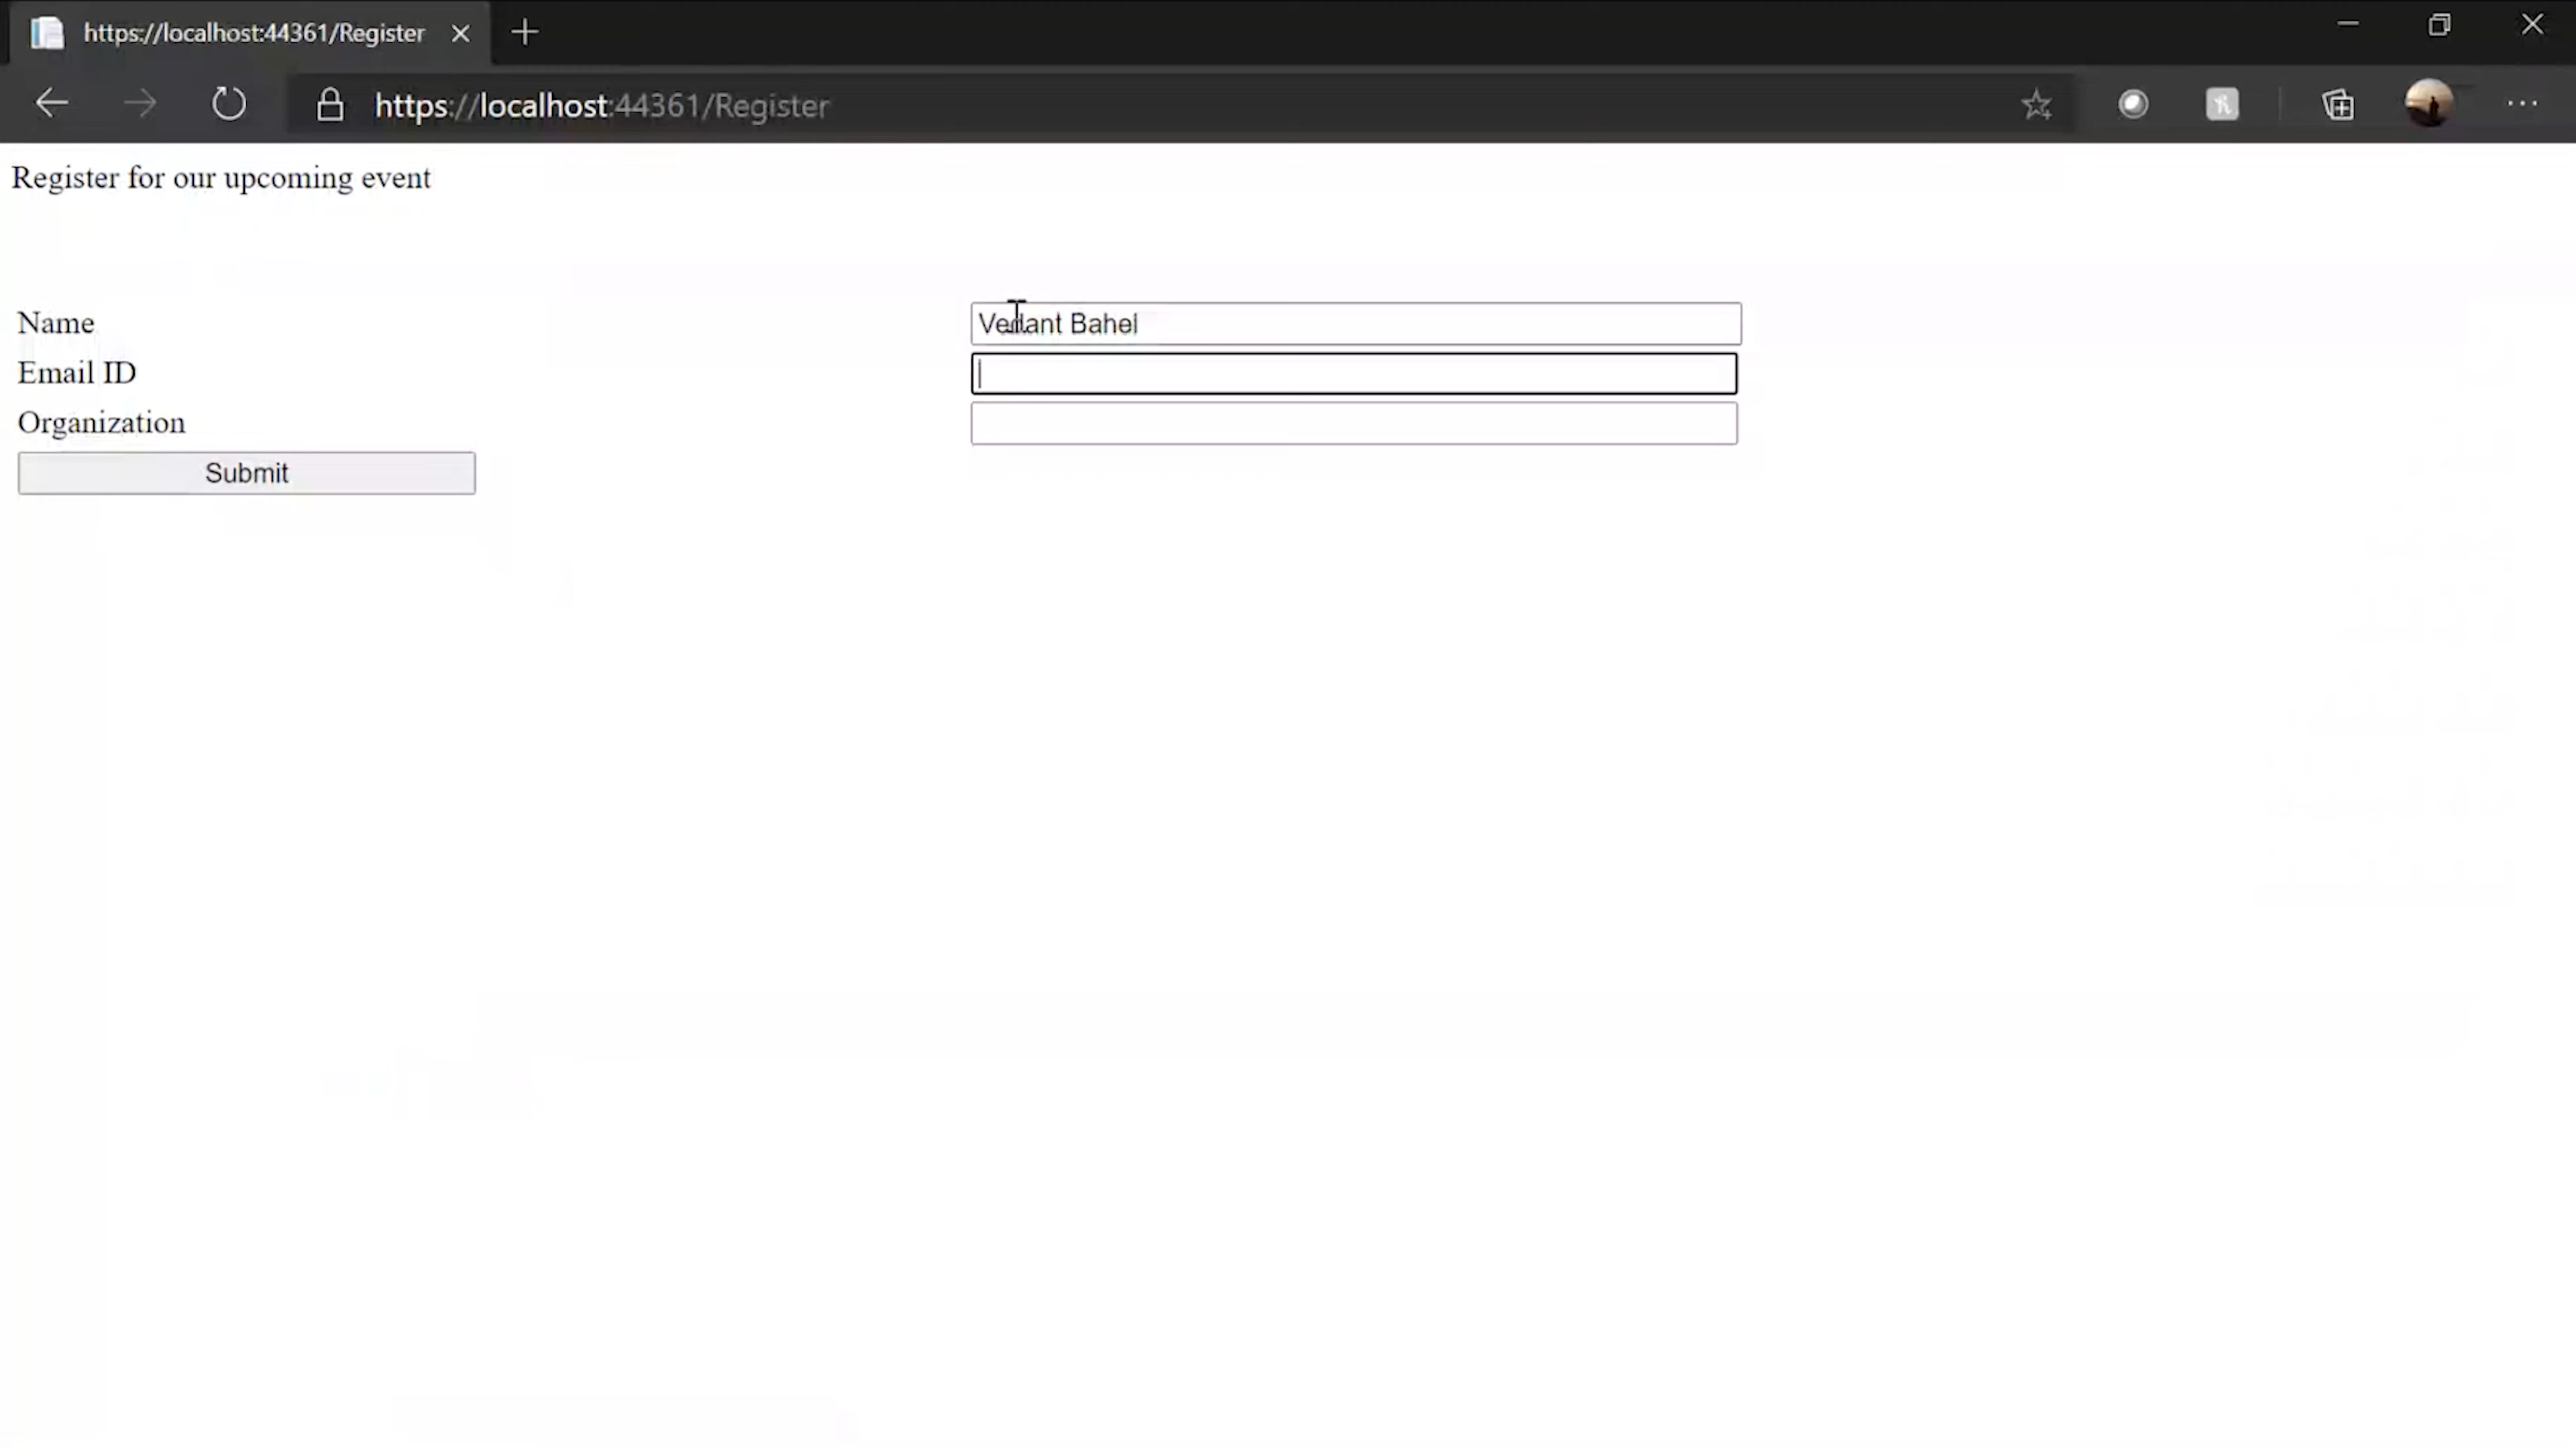 https://localhost:44361/Register
https://localhost:44361/Register
Register for our upcoming event
Name
Vedant Bahel
Email ID
Organization
Submit